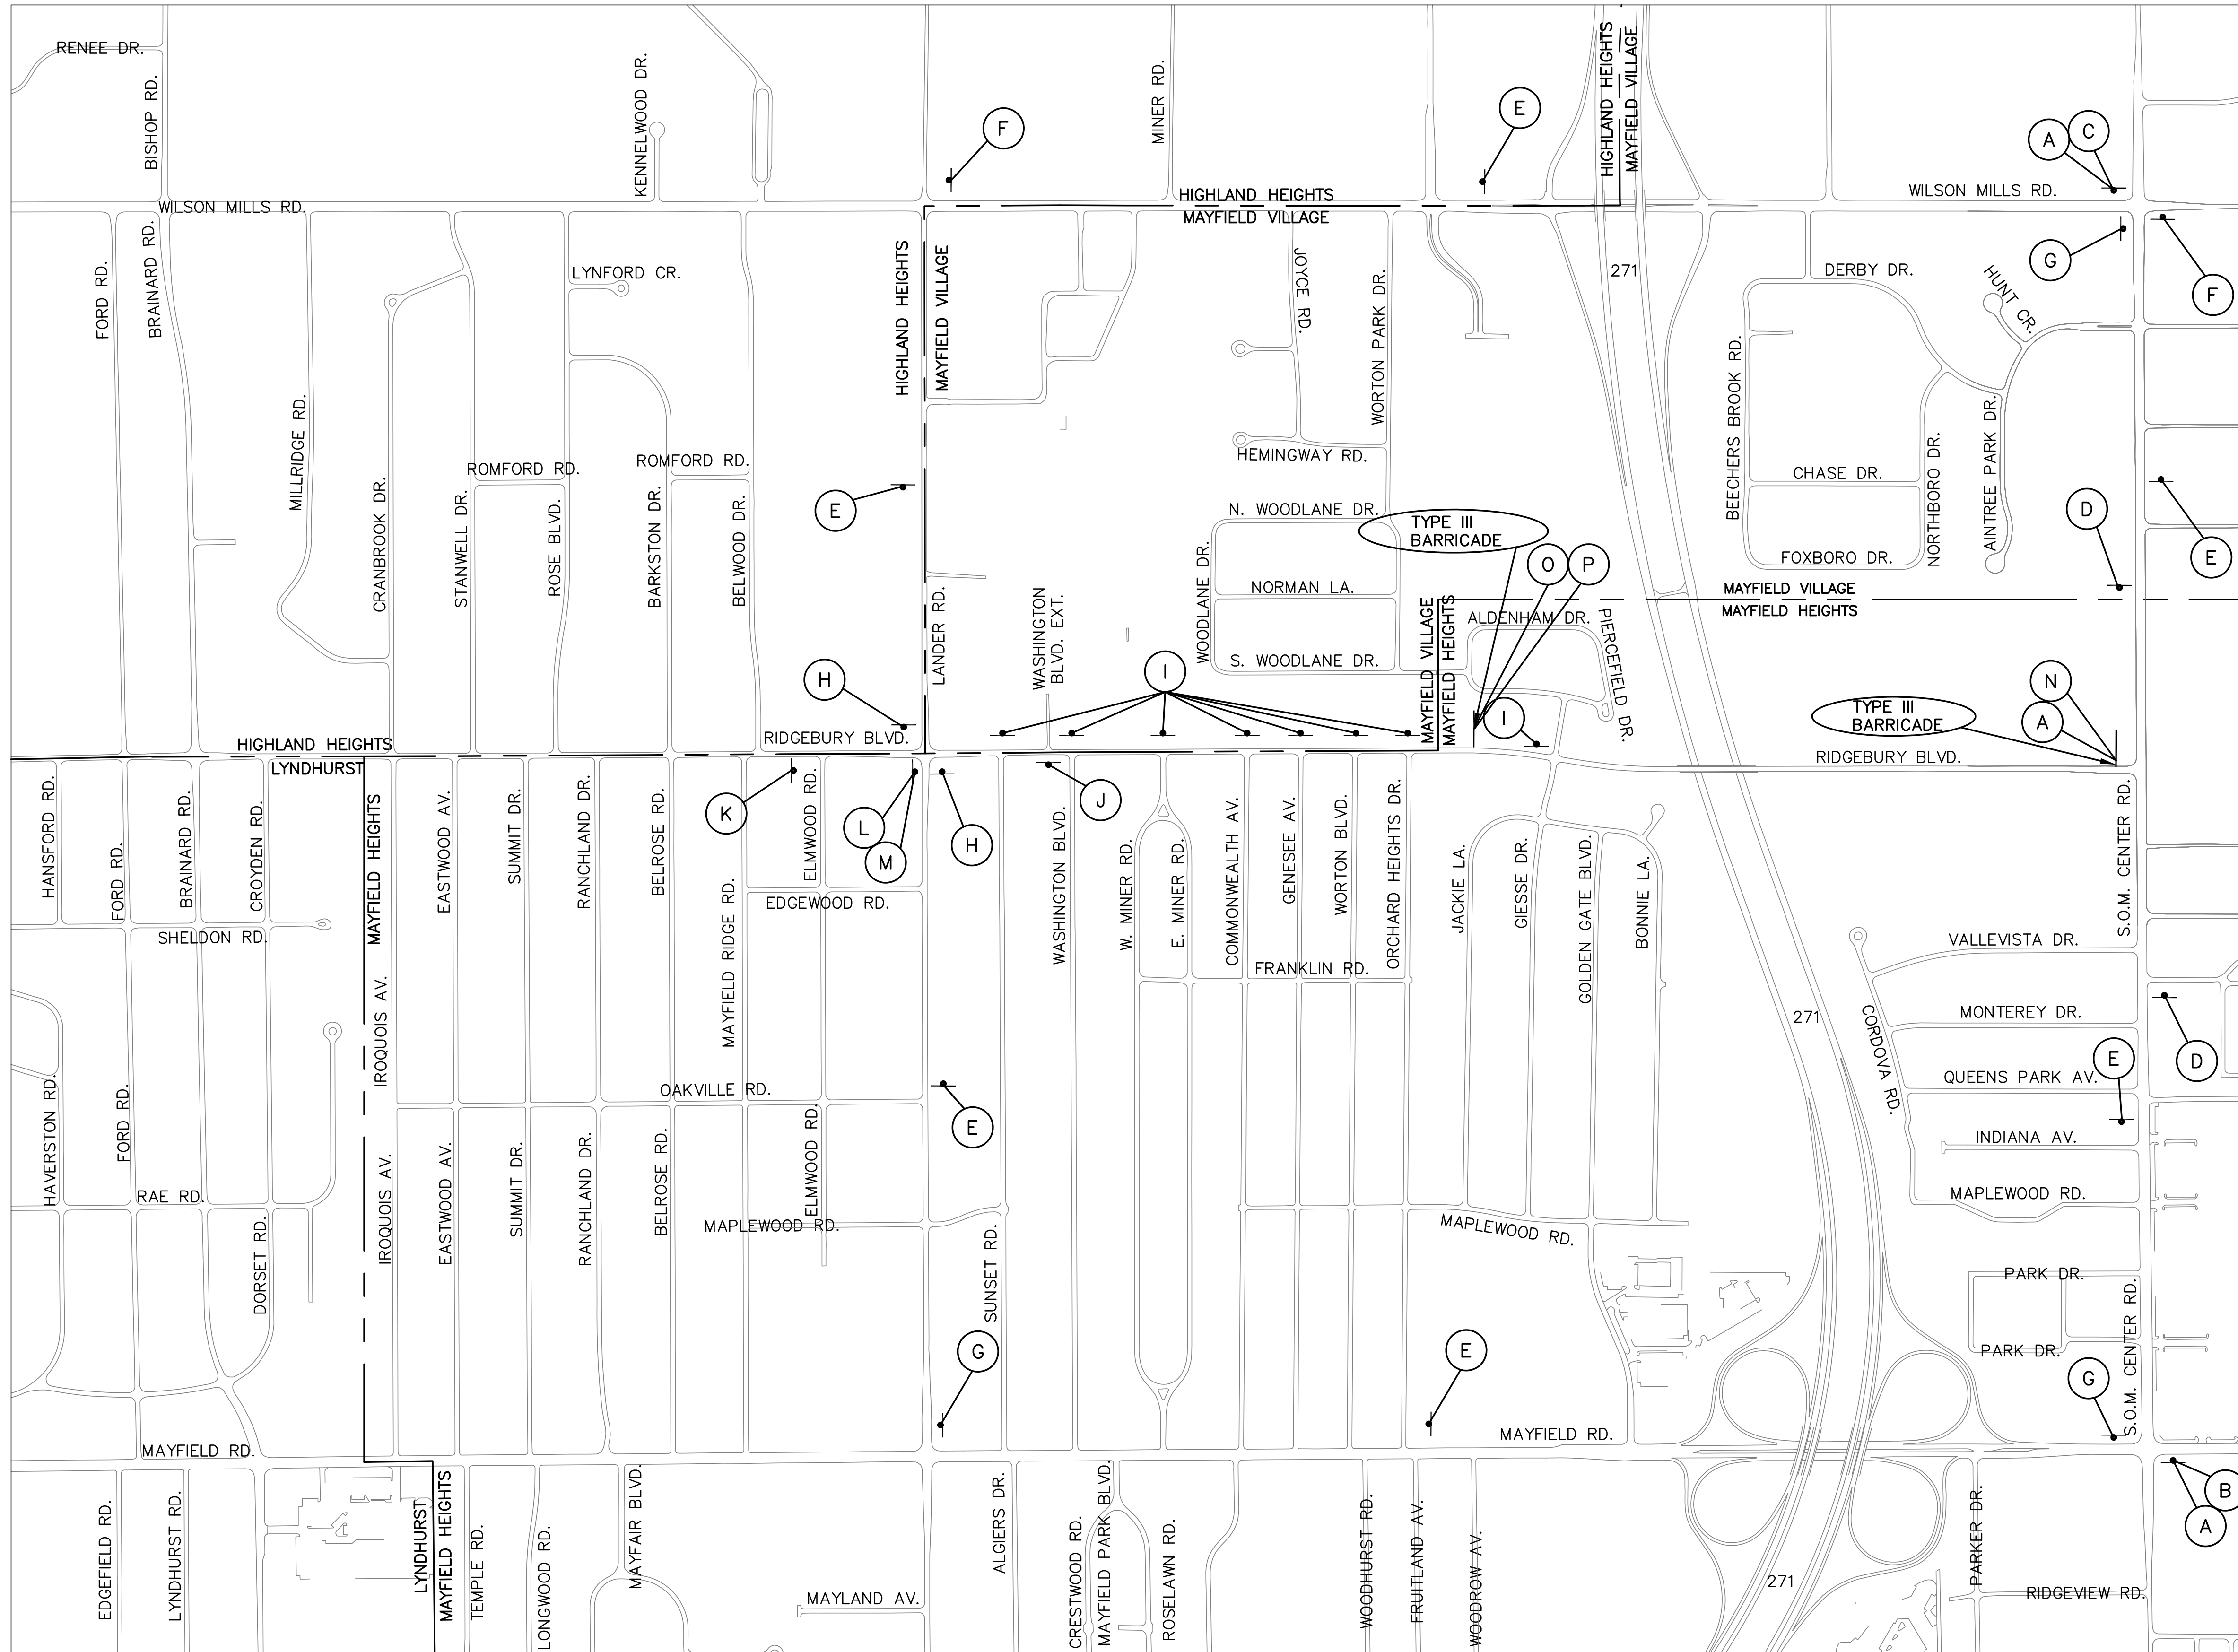 RENEE DR.
BISHOP RD.
KENNELWOOD DR.
MINER RD.
F
E
HIGHLAND HEIGHTS
MAYFIELD VILLAGE
A
C
WILSON MILLS RD.
HIGHLAND HEIGHTS
MAYFIELD VILLAGE
WILSON MILLS RD.
FORD RD.
BRAINARD RD.
LYNFORD CR.
HIGHLAND HEIGHTS
MAYFIELD VILLAGE
JOYCE RD.
WORTON PARK DR.
271
DERBY DR.
HUNT CR.
G
F
MILLRIDGE RD.
CRANBROOK DR.
STANWELL DR.
ROMFORD RD.
ROSE BLVD.
ROMFORD RD.
BARKSTON DR.
BELWOOD DR.
E
HEMINGWAY RD.
N. WOODLANE DR.
TYPE III
BARRICADE
WOODLANE DR.
NORMAN LA.
S. WOODLANE DR.
O
P
BEECHERS BROOK RD.
CHASE DR.
FOXBORO DR.
NORTHBORO DR.
AINTREE PARK DR.
D
E
MAYFIELD VILLAGE
MAYFIELD HEIGHTS
LANDER RD.
WASHINGTON
BLVD. EXT.
MAYFIELD VILLAGE
MAYFIELD HEIGHTS
ALDENHAM DR.
PIERCEFIELD DR.
H
I
I
N
A
TYPE III
BARRICADE
HIGHLAND HEIGHTS
LYNDHURST
RIDGEBURY BLVD.
RIDGEBURY BLVD.
HANSFORD RD.
FORD RD.
BRAINARD RD.
CROYDEN RD.
MAYFIELD HEIGHTS
EASTWOOD AV.
SUMMIT DR.
RANCHLAND DR.
BELROSE RD.
K
ELMWOOD RD.
L
M
H
J
MAYFIELD RIDGE RD.
EDGEWOOD RD.
WASHINGTON BLVD.
W. MINER RD.
E. MINER RD.
COMMONWEALTH AV.
GENESEE AV.
WORTON BLVD.
ORCHARD HEIGHTS DR.
JACKIE LA.
GIESSE DR.
GOLDEN GATE BLVD.
BONNIE LA.
S.O.M. CENTER RD.
SHELDON RD.
FRANKLIN RD.
VALLEVISTA DR.
IROQUOIS AV.
271
CORDOVA RD.
MONTEREY DR.
HAVERSTON RD.
FORD RD.
OAKVILLE RD.
E
QUEENS PARK AV.
E
D
INDIANA AV.
RAE RD.
DORSET RD.
IROQUOIS AV.
EASTWOOD AV.
SUMMIT DR.
RANCHLAND DR.
BELROSE RD.
ELMWOOD RD.
MAPLEWOOD RD.
SUNSET RD.
MAPLEWOOD RD.
MAPLEWOOD RD.
PARK DR.
PARK DR.
S.O.M. CENTER RD.
G
E
G
MAYFIELD RD.
MAYFIELD RD.
EDGEFIELD RD.
LYNDHURST RD.
LYNDHURST
MAYFIELD HEIGHTS
TEMPLE RD.
LONGWOOD RD.
MAYFAIR BLVD.
MAYLAND AV.
ALGIERS DR.
CRESTWOOD RD.
MAYFIELD PARK BLVD.
ROSELAWN RD.
WOODHURST RD.
FRUITLAND AV.
WOODROW AV.
271
PARKER DR.
RIDGEVIEW RD.
B
A